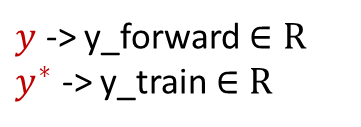 y -> y_forward ∈ R
y* -> y_train ∈ R